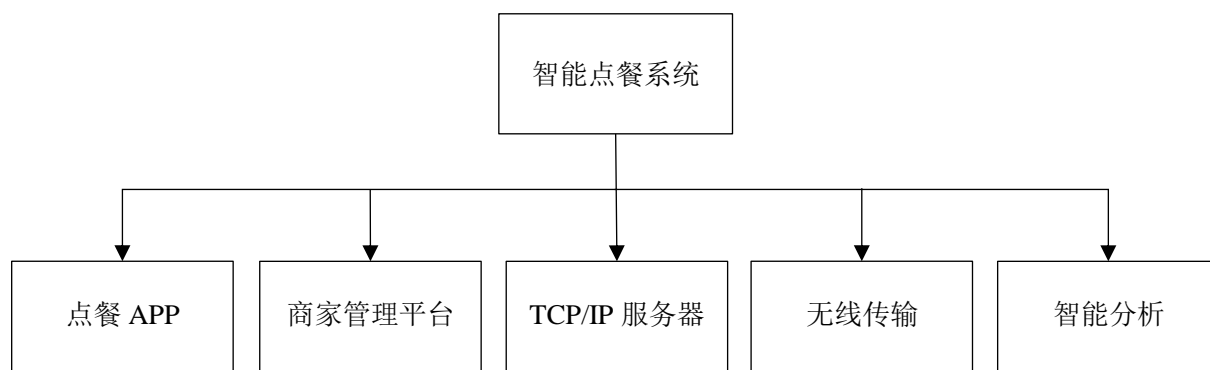 智能点餐系统
点餐 APP
商家管理平台
TCP/IP 服务器
无线传输
智能分析